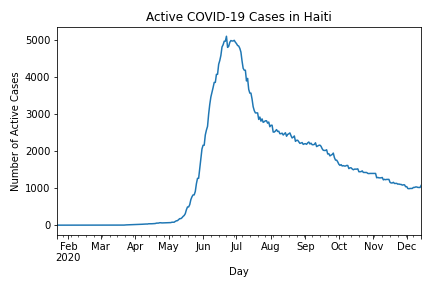 Active COVID-19 Cases in Haiti
Number of Active Cases
5000
4000
3000
2000
1000
0
Feb Mar Apr May Jun Jul Aug Sep Oct Nov Dec
2020
Day